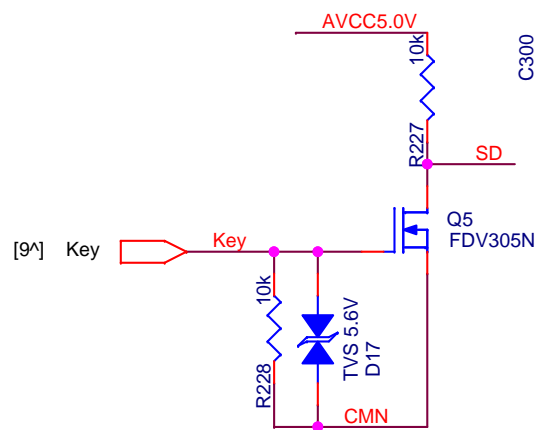 AVCC5.0V
10k
R227
C300
SD
Q5
FDV305N
[9^] Key
Key
10k
R228
TVS 5.6V
D17
CMN